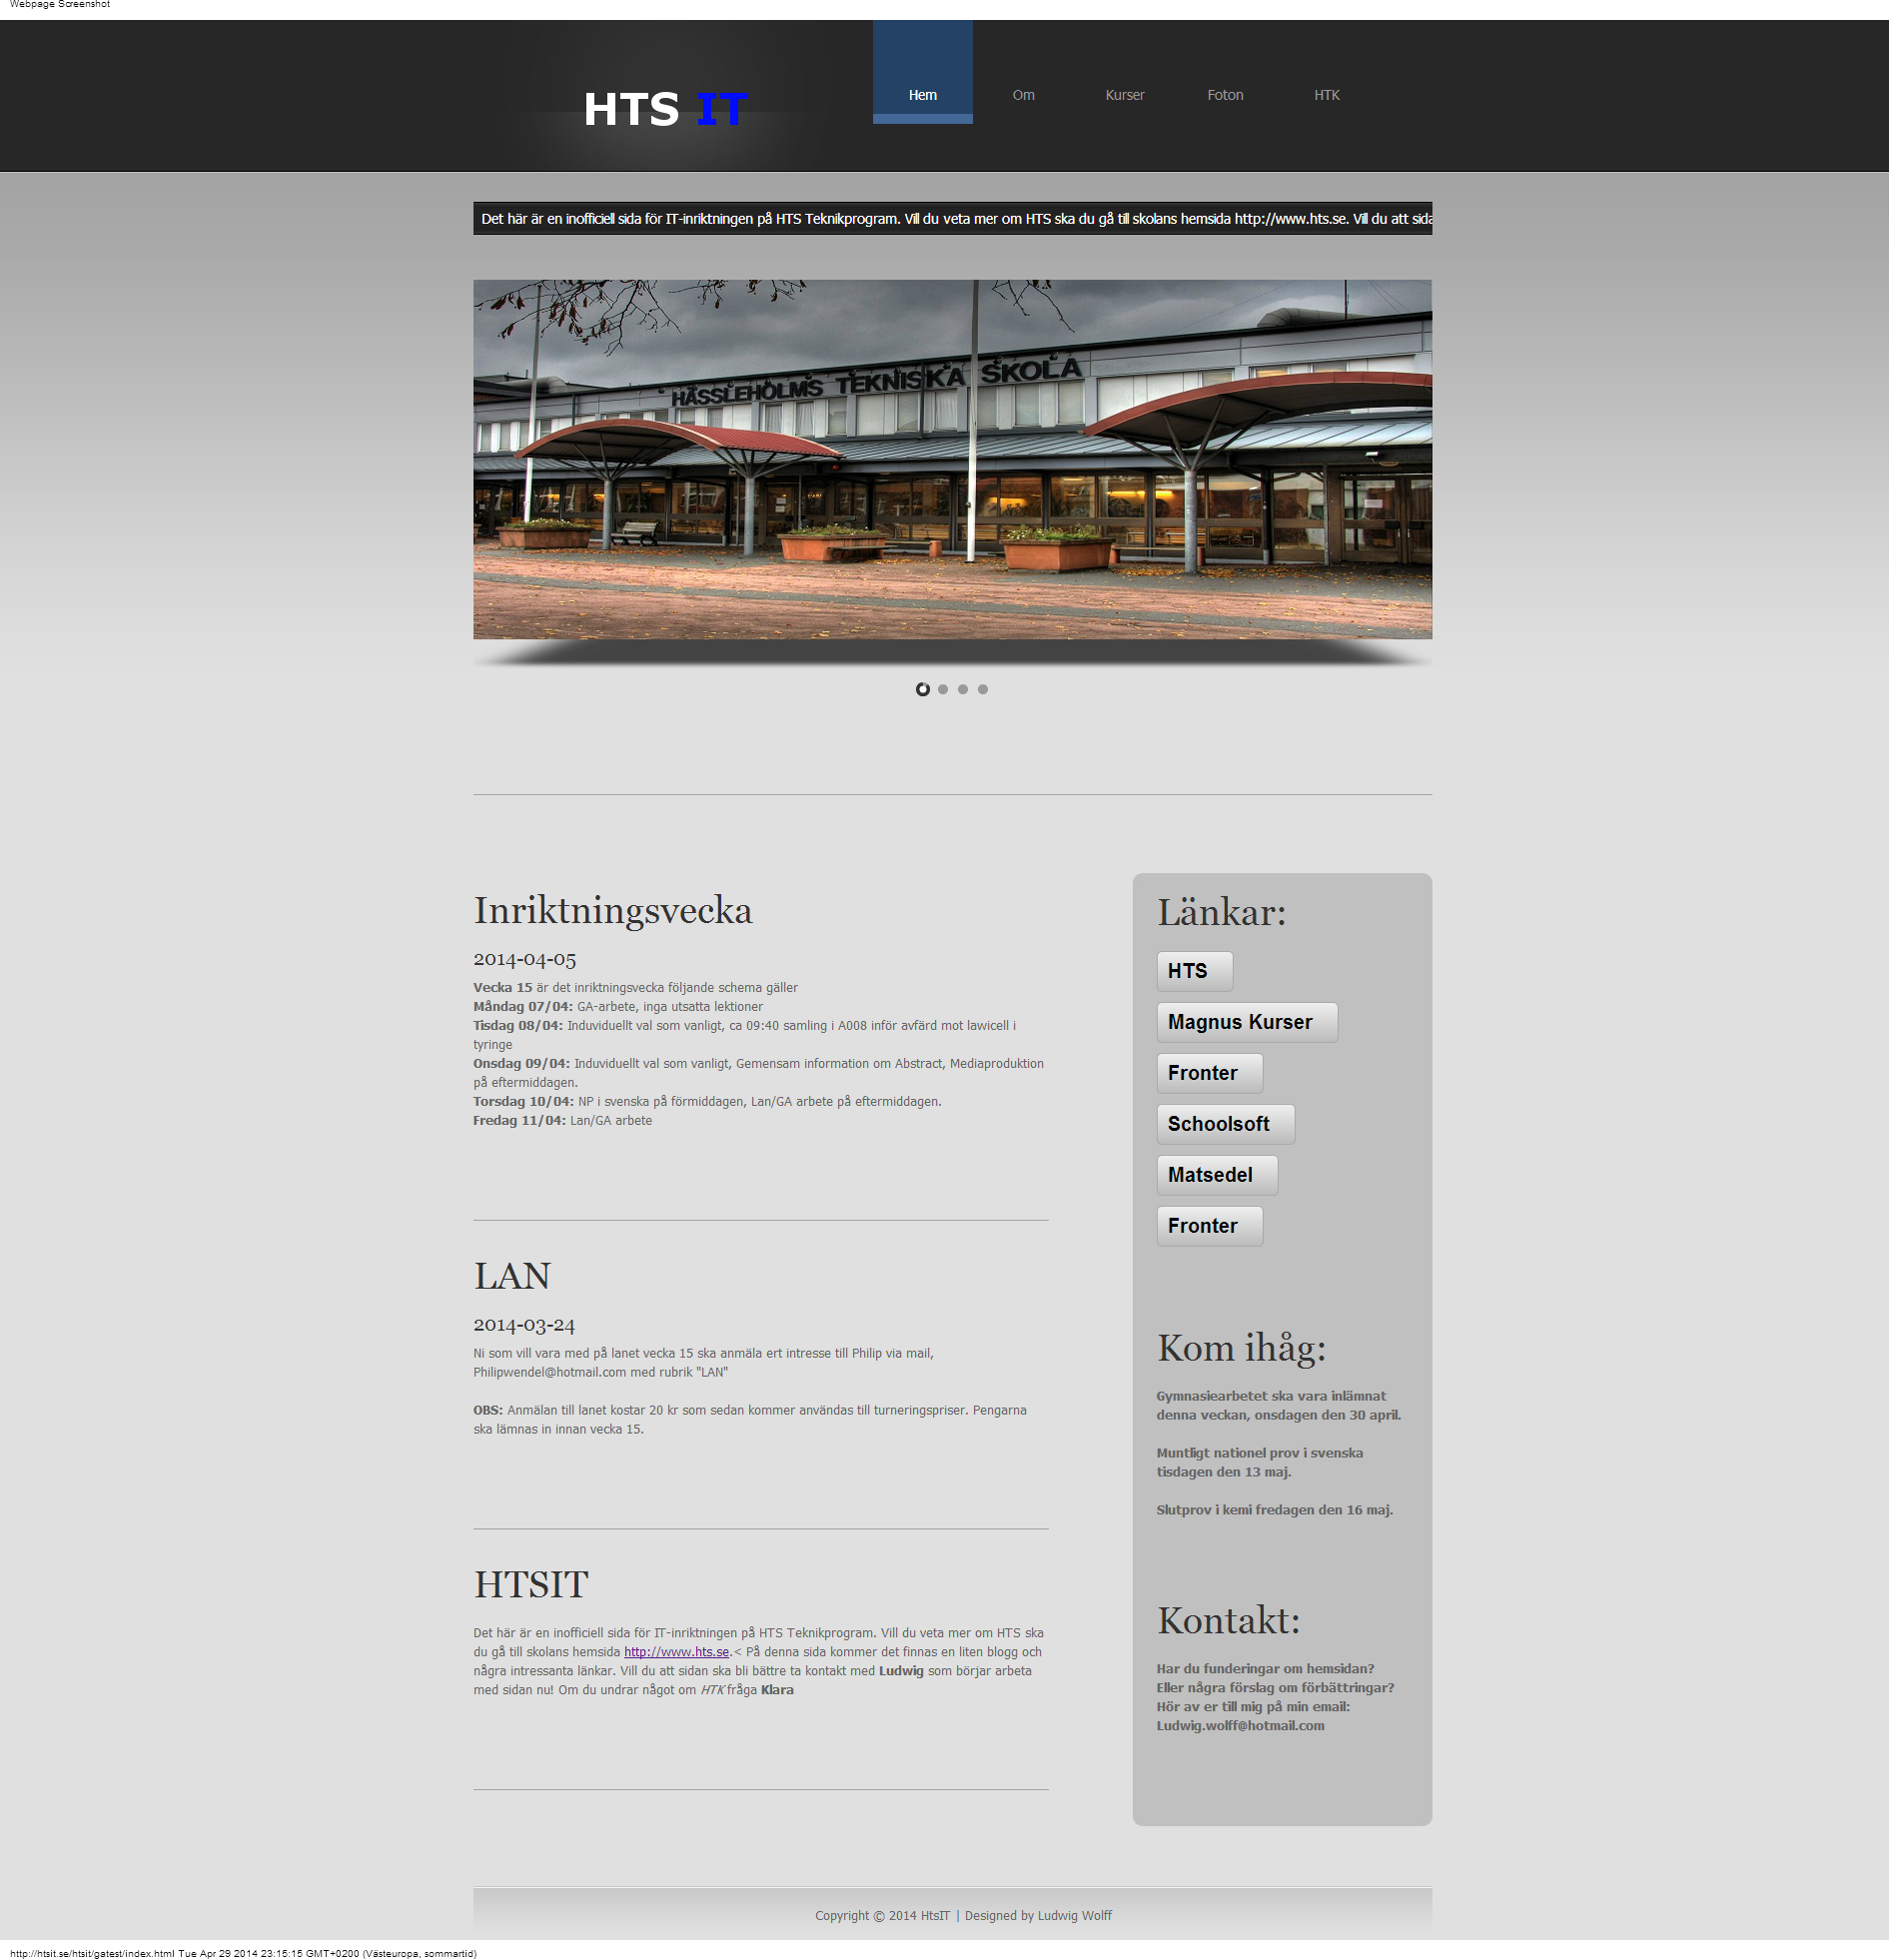 Webpage Screenshot
HTS IT
Hem Om Kurser Foton HTK
Det här är en inofficiell sida för IT-inriktningen på HTS Teknikprogram. Vill du veta mer om HTS ska du gå till skolans hemsida http://www.hts.se. Vill du att sida
HÄSSLEHOLMS TEKNISKA SKOLA
Inriktningsvecka
2014-04-05
Vecka 15 är det inriktningsvecka följande schema gäller
Måndag 07/04: GA-arbete, inga utsatta lektioner
Tisdag 08/04: Induviduellt val som vanligt, ca 09:40 samling i A008 inför avfärd mot lawicell i
tyringe
Onsdag 09/04: Induviduellt val som vanligt, Gemensam information om Abstract, Mediaproduktion
på eftermiddagen.
Torsdag 10/04: NP i svenska på förmiddagen, Lan/GA arbete på eftermiddagen.
Fredag 11/04: Lan/GA arbete
LAN
2014-03-24
Ni som vill vara med på lanet vecka 15 ska anmäla ert intresse till Philip via mail,
Philipwendel@hotmail.com med rubrik "LAN"
OBS: Anmälan till lanet kostar 20 kr som sedan kommer användas till turneringspriser. Pengarna
ska lämnas in innan vecka 15.
HTSIT
Det här är en inofficiell sida för IT-inriktningen på HTS Teknikprogram. Vill du veta mer om HTS ska
du gå till skolans hemsida http://www.hts.se.< På denna sida kommer det finnas en liten blogg och
några intressanta länkar. Vill du att sidan ska bli bättre ta kontakt med Ludwig som börjar arbeta
med sidan nu! Om du undrar något om HTK fråga Klara
Länkar:
HTS
Magnus Kurser
Fronter
Schoolsoft
Matsedel
Fronter
Kom ihåg:
Gymnasiearbetet ska vara inlämnat
denna veckan, onsdagen den 30 april.
Muntligt nationel prov i svenska
tisdagen den 13 maj.
Slutprov i kemi fredagen den 16 maj.
Kontakt:
Har du funderingar om hemsidan?
Eller några förslag om förbättringar?
Hör av er till mig på min email:
Ludwig.wolff@hotmail.com
Copyright © 2014 HtsIT | Designed by Ludwig Wolff
http://htsit.se/htsit/gatest/index.html Tue Apr 29 2014 23:15:15 GMT+0200 (Västeuropa, sommartid)